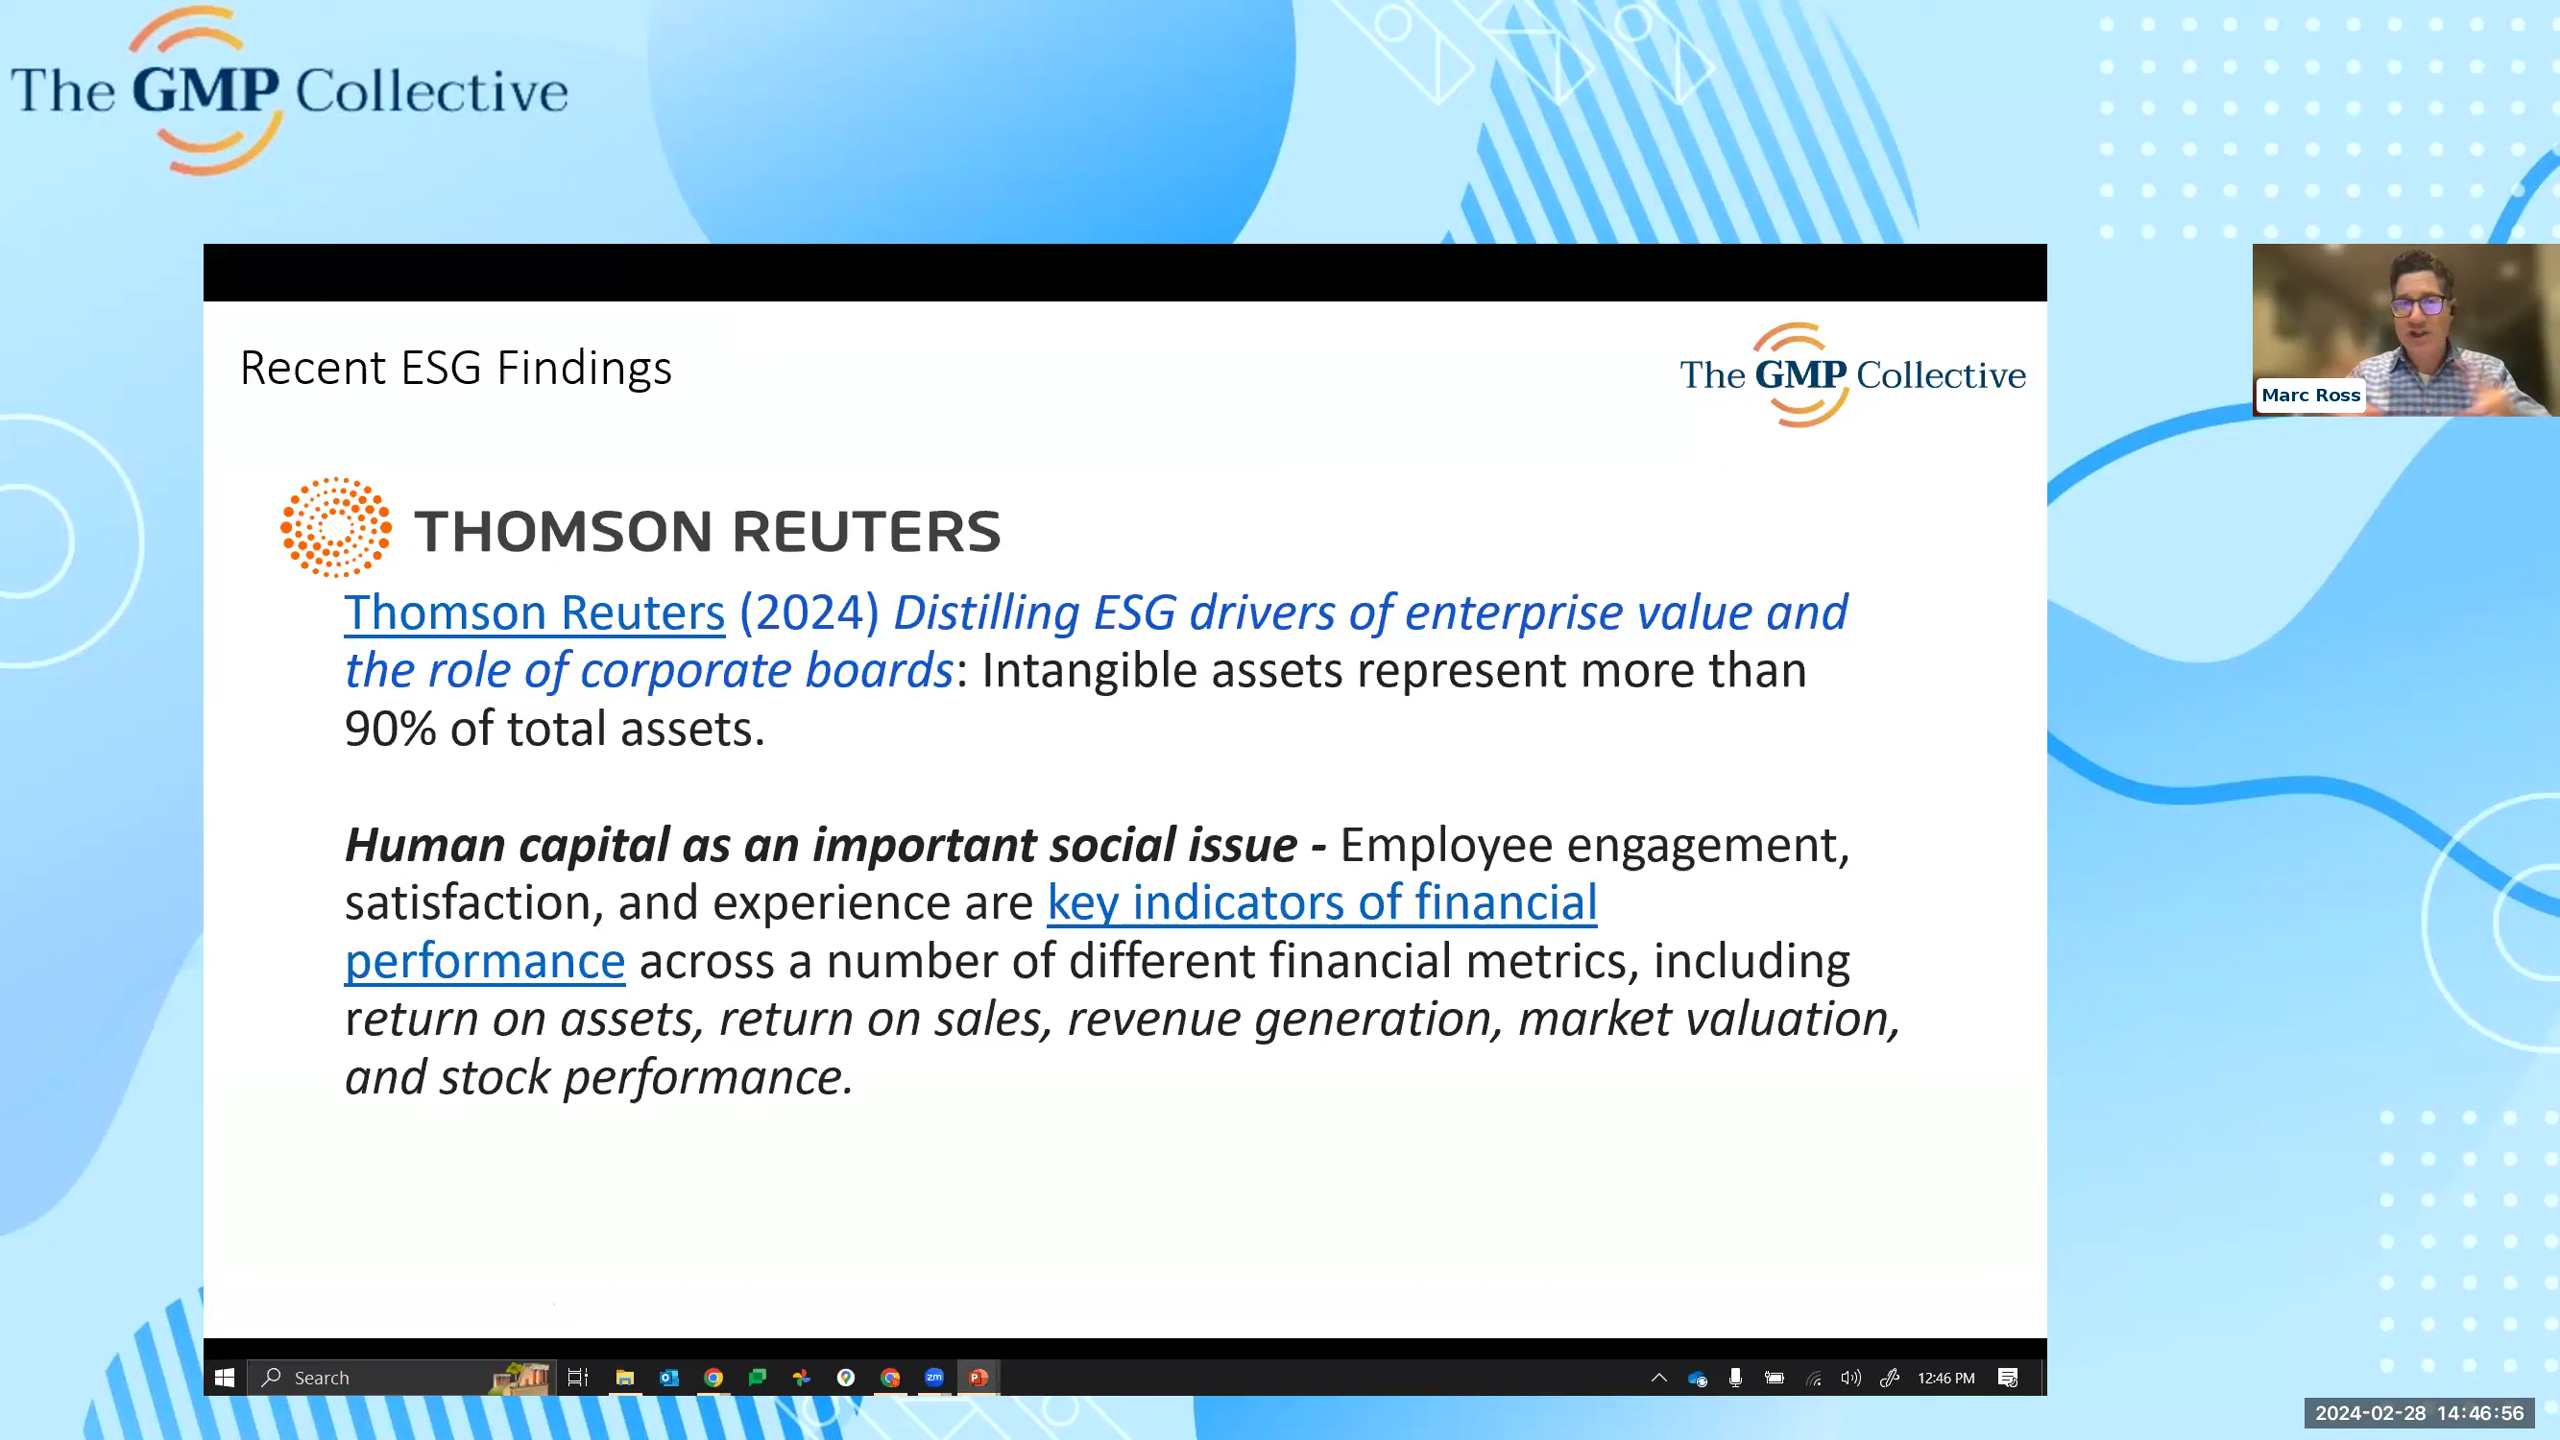 The GMP Collective
Recent ESG Findings
The GMP Collective
Marc Ross
THOMSON REUTERS
Thomson Reuters (2024) Distilling ESG drivers of enterprise value and
the role of corporate boards: Intangible assets represent more than
90% of total assets.
Human capital as an important social issue - Employee engagement,
satisfaction, and experience are key indicators of financial
performance across a number of different financial metrics, including
return on assets, return on sales, revenue generation, market valuation,
and stock performance.
Search
zm
12:46 PM
2024-02-28 14:46:56